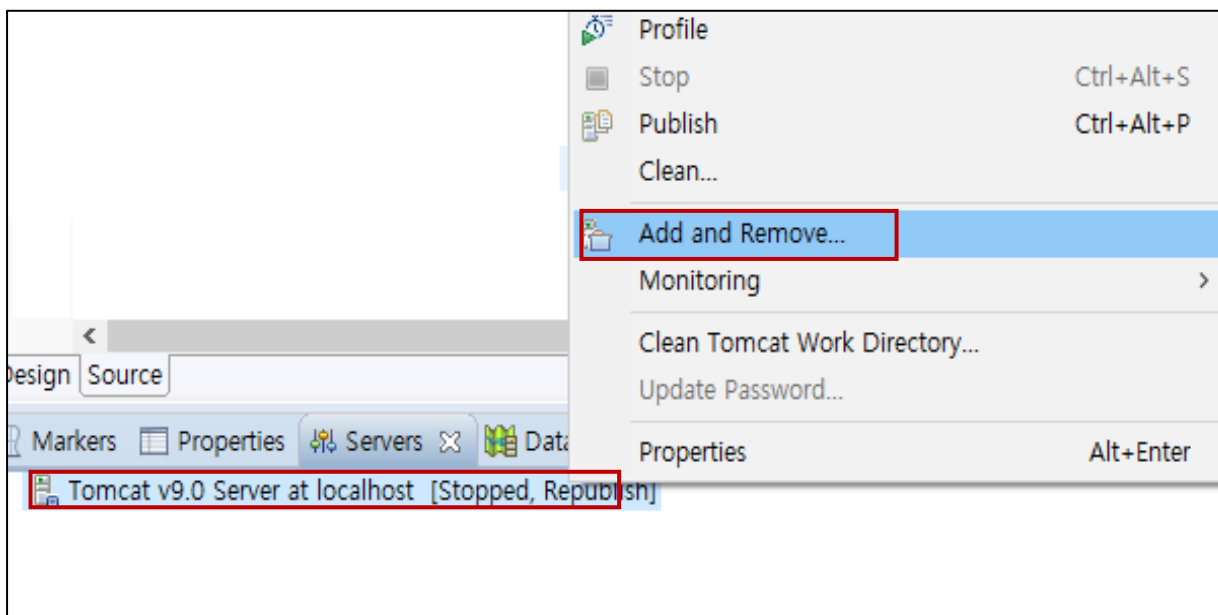 Profile
Stop Ctrl+Alt+S
Publish Ctrl+Alt+P
Clean...
Add and Remove...
Monitoring
Clean Tomcat Work Directory...
Update Password...
Properties Alt+Enter
Design Source
Markers Properties Servers Data
Tomcat v9.0 Server at localhost [Stopped, Republish]